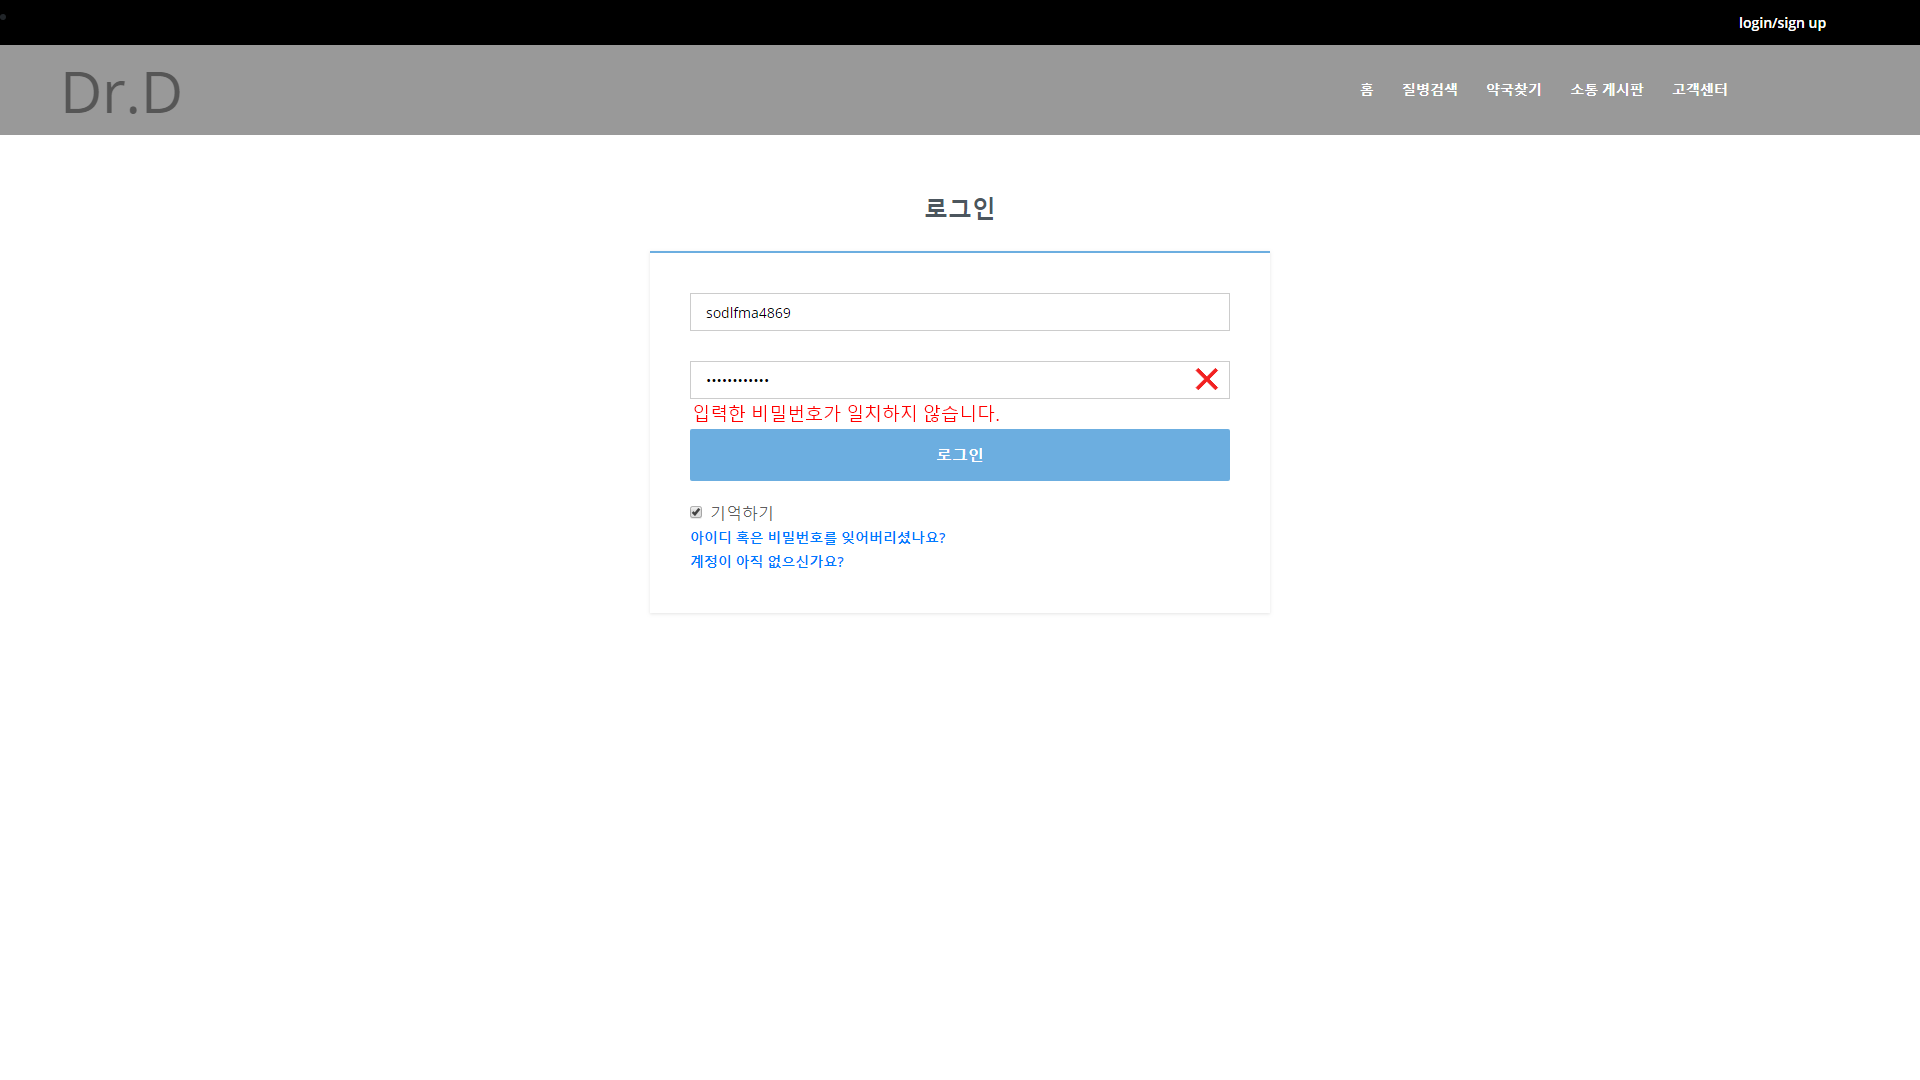 login/sign up
Dr.D
홈 질병검색 약국찾기 소통 게시판 고객센터
로그인
sodlfma4869
••••••••••••
입력한 비밀번호가 일치하지 않습니다.
로그인
기억하기
아이디 혹은 비밀번호를 잊어버리셨나요?
계정이 아직 없으신가요?